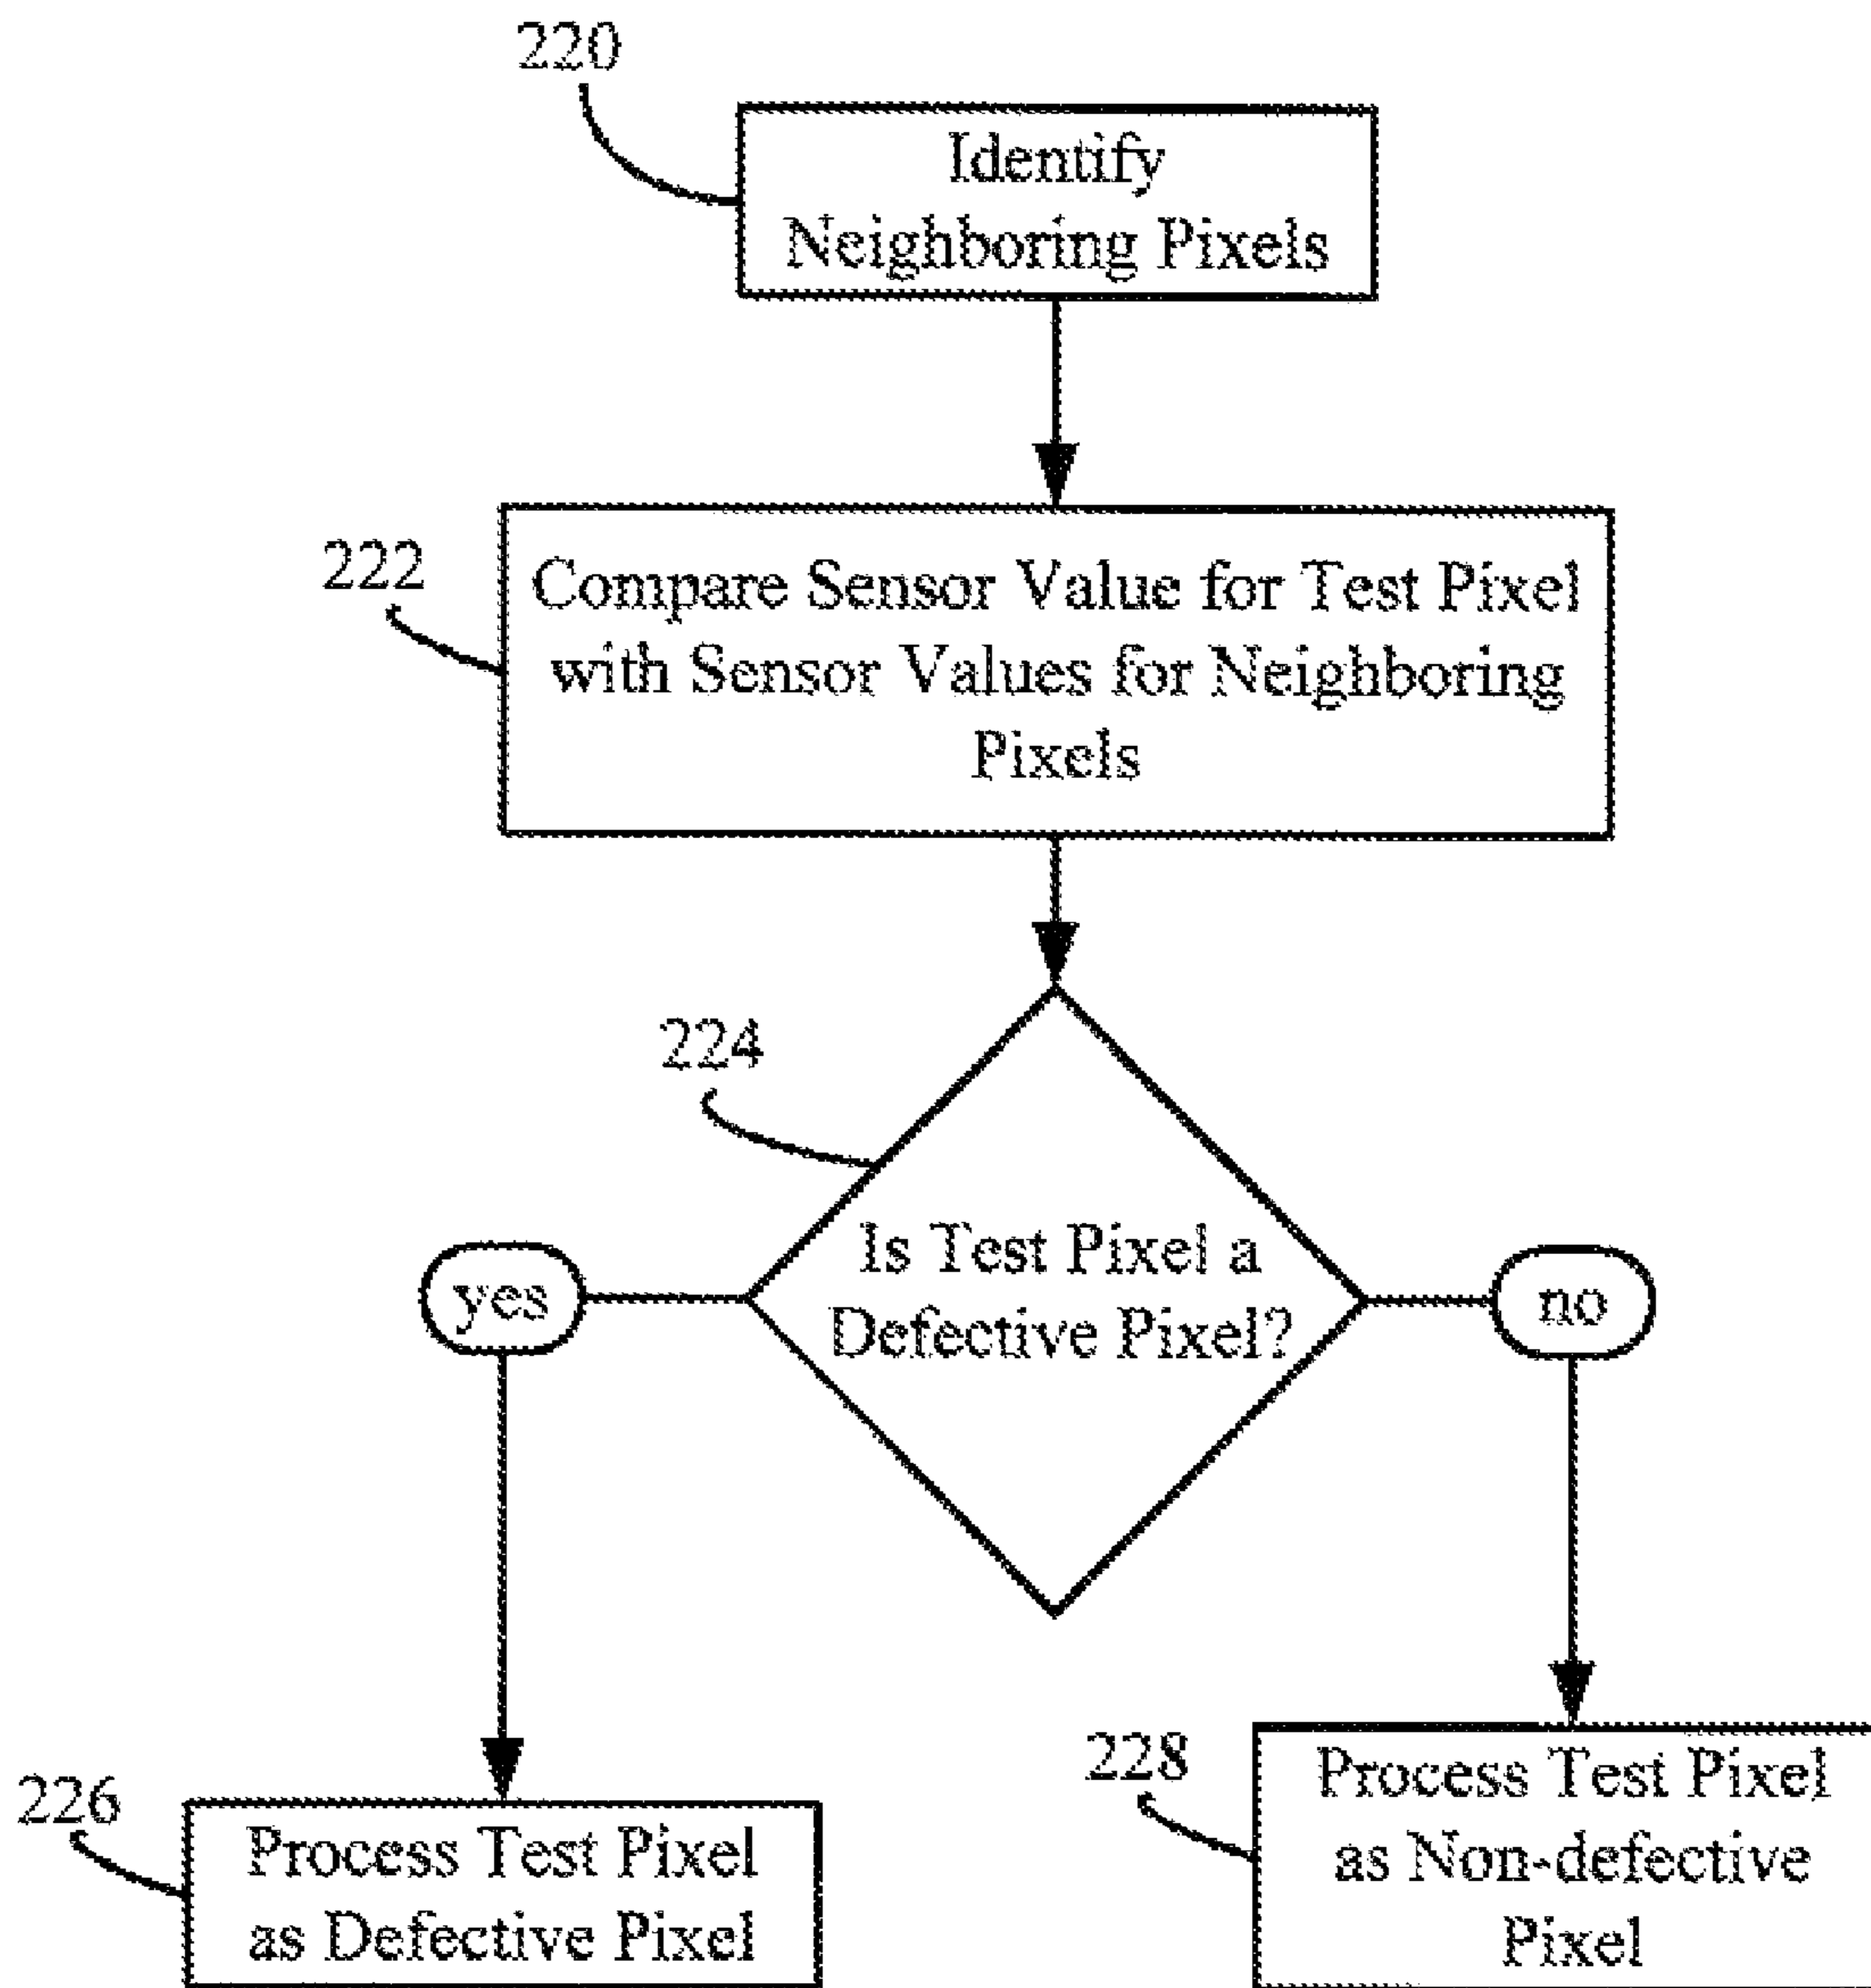 220
Identify
Neighboring Pixels
222
Compare Sensor Value for Test Pixel
with Sensor Values for Neighboring
Pixels
224
Is Test Pixel a
Defective Pixel?
yes
no
226
Process Test Pixel
as Defective Pixel
228
Process Test Pixel
as Non-defective
Pixel